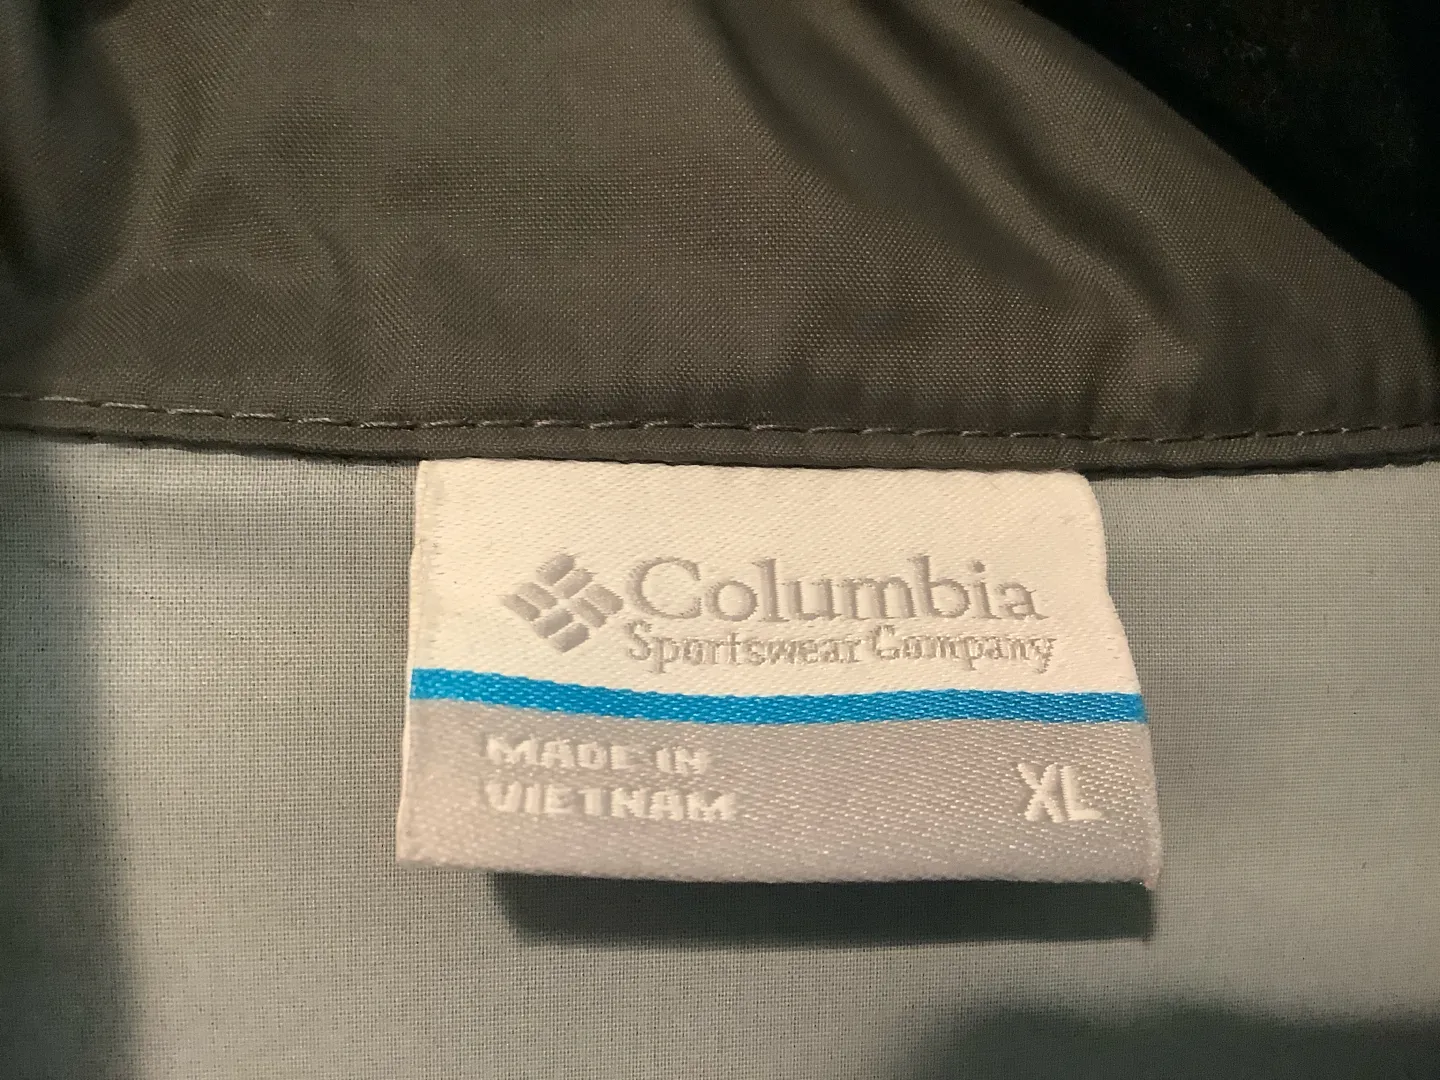 Columbia
Sportswear Company
MADE IN
VIETNAM
XL